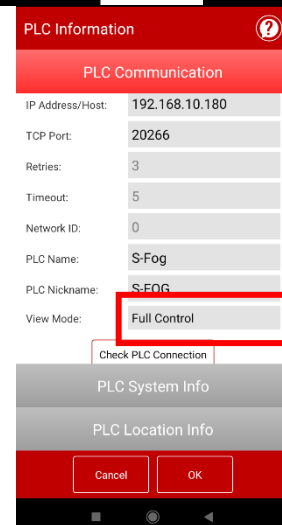 PLC Information ?
PLC Communication
IP Address/Host: 192.168.10.180
TCP Port: 20266
Retries: 3
Timeout: 5
Network ID: 0
PLC Name: S-Fog
PLC Nickname: S-FOG
View Mode: Full Control
Check PLC Connection
PLC System Info
PLC Location Info
Cancel OK